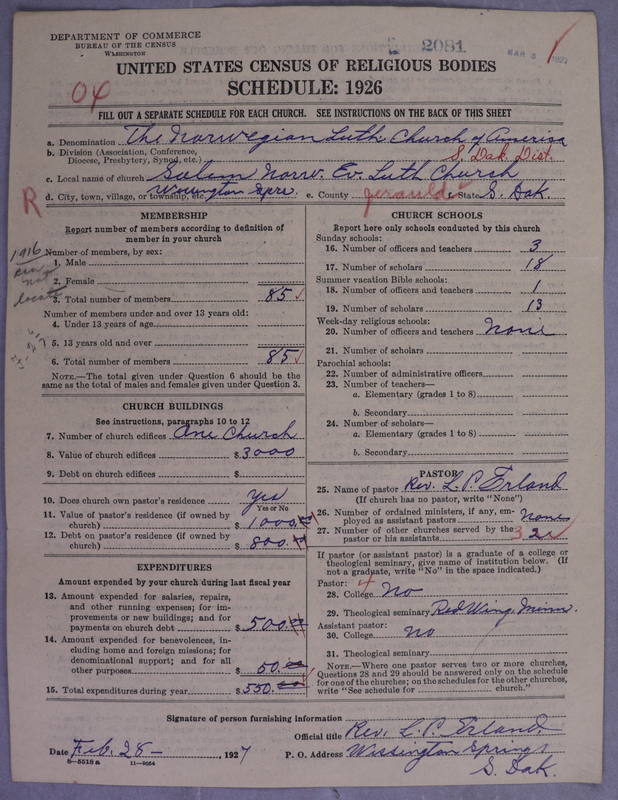 DEPARTMENT OF COMMERCE
BUREAU OF THE CENSUS
WASHINGTON
2081
MAR 5 1927
UNITED STATES CENSUS OF RELIGIOUS BODIES
SCHEDULE: 1926
04
FILL OUT A SEPARATE SCHEDULE FOR EACH CHURCH. SEE INSTRUCTIONS ON THE BACK OF THIS SHEET
a. Denomination The Norwegian Luth. Church of America
b. Division (Association, Conference, Diocese, Presbytery, Synod, etc.) S. Dak. Dist.
c. Local name of church Salem Norw. Ev. Luth Church
d. City, town, village, or township, etc. Wessington Sprs. e. County Jerauld f. State S. Dak.
R
MEMBERSHIP
Report number of members according to definition of
member in your church
1916
Number of members, by sex:
1. Male
2. Female
3. Total number of members 85
Number of members under and over 13 years old:
4. Under 13 years of age
5. 13 years old and over
6. Total number of members 85
NOTE.—The total given under Question 6 should be the
same as the total of males and females given under Question 3.
CHURCH BUILDINGS
See instructions, paragraphs 10 to 12
7. Number of church edifices One Church
8. Value of church edifices $3000
9. Debt on church edifices $
10. Does church own pastor's residence Yes
Yes or No
11. Value of pastor's residence (if owned by
church) $1000.00
12. Debt on pastor's residence (if owned by
church) $800.00
EXPENDITURES
Amount expended by your church during last fiscal year
13. Amount expended for salaries, repairs,
and other running expenses; for im-
provements or new buildings; and for
payments on church debt $500.00
14. Amount expended for benevolences, in-
cluding home and foreign missions; for
denominational support; and for all
other purposes $50.00
15. Total expenditures during year $550.00
CHURCH SCHOOLS
Report here only schools conducted by this church
Sunday schools:
16. Number of officers and teachers 3
17. Number of scholars 18
Summer vacation Bible schools:
18. Number of officers and teachers 1
19. Number of scholars 13
Week-day religious schools:
20. Number of officers and teachers None
21. Number of scholars
Parochial schools:
22. Number of administrative officers
23. Number of teachers—
a. Elementary (grades 1 to 8)
b. Secondary
24. Number of scholars—
a. Elementary (grades 1 to 8)
b. Secondary
PASTOR
25. Name of pastor Rev. L. P. Erland
(If church has no pastor, write "None")
26. Number of ordained ministers, if any, em-
ployed as assistant pastors None
27. Number of other churches served by the
pastor or his assistants 3
If pastor (or assistant pastor) is a graduate of a college or
theological seminary, give name of institution below. (If
not a graduate, write "No" in the space indicated.)
Pastor: 4
28. College No
29. Theological seminary Red Wing, Minn.
Assistant pastor:
30. College no
31. Theological seminary
NOTE.—Where one pastor serves two or more churches,
Questions 28 and 29 should be answered only on the schedule
for one of the churches; on the schedules for the other churches,
write "See schedule for church."
Signature of person furnishing information
Official title Rev. L. P. Erland.
Date Feb. 28—, 1927 P. O. Address Wessington Springs
S. Dak.
8—5518a 11—9054